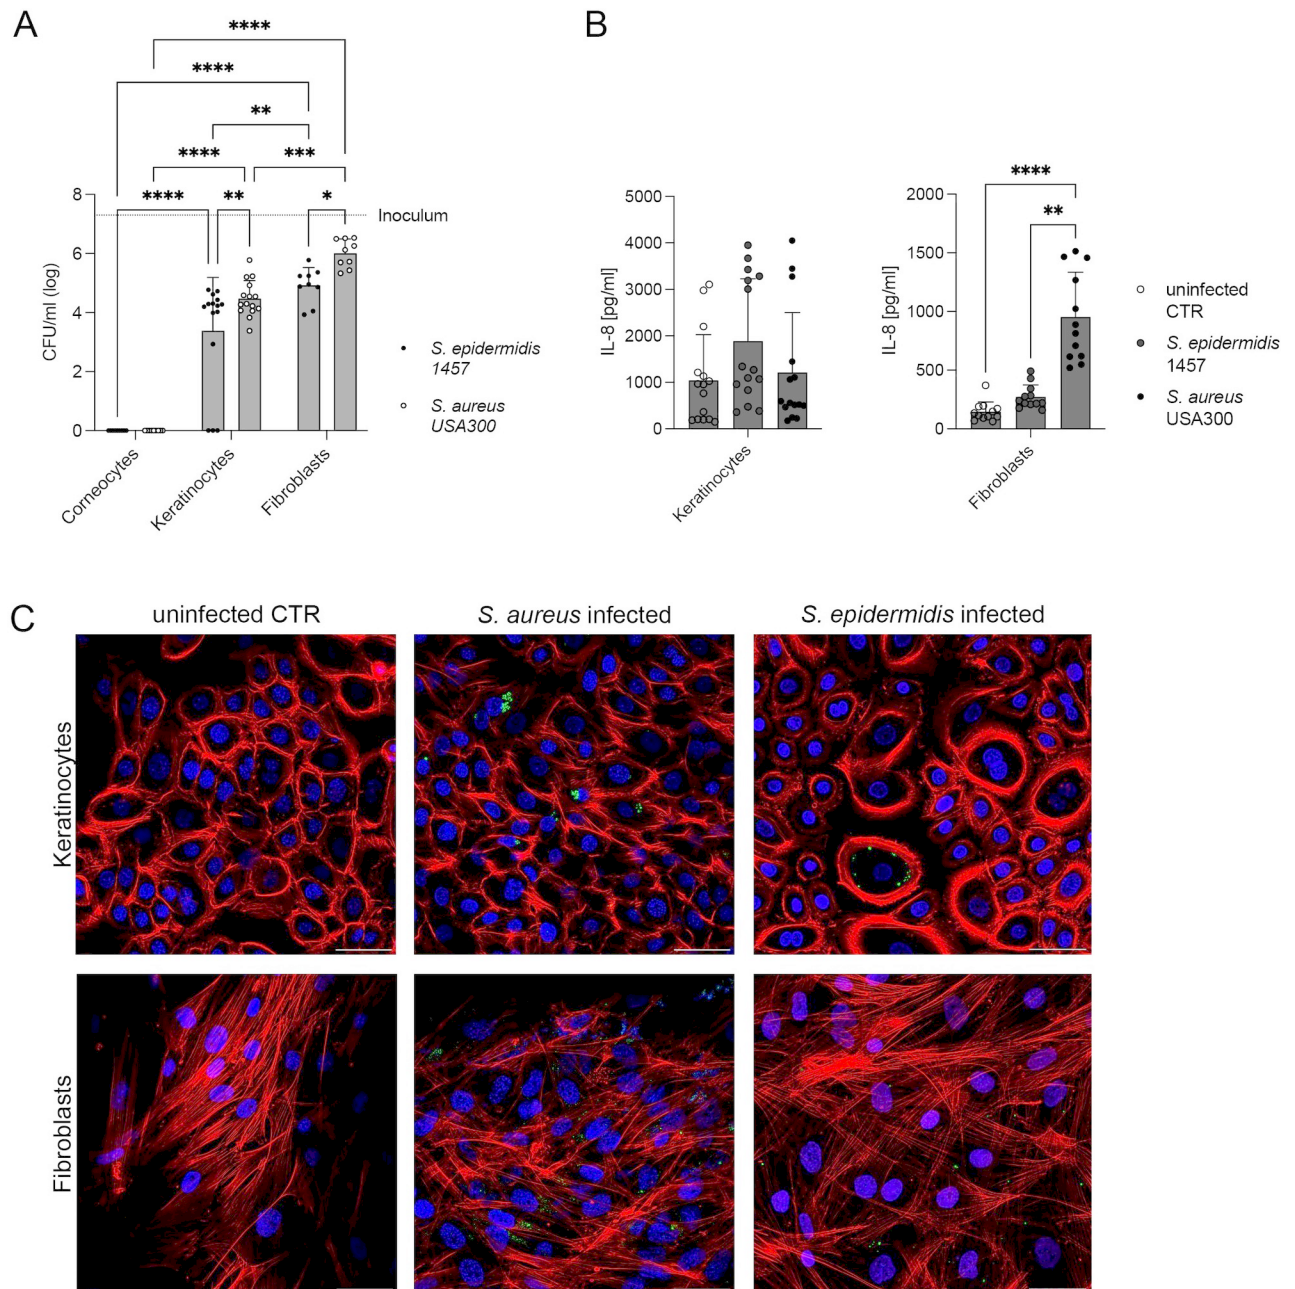 A
****
****
**
****
***
****
**
*
8
6
4
2
0
CFU/ml (log)
Inoculum
Corneocytes
Keratinocytes
Fibroblasts
S. epidermidis
1457
S. aureus
USA300
B
5000
4000
3000
2000
1000
0
IL-8 [pg/ml]
Keratinocytes
****
**
2000
1500
1000
500
0
IL-8 [pg/ml]
Fibroblasts
uninfected
CTR
S. epidermidis
1457
S. aureus
USA300
C
uninfected CTR
S. aureus infected
S. epidermidis infected
Keratinocytes
Fibroblasts